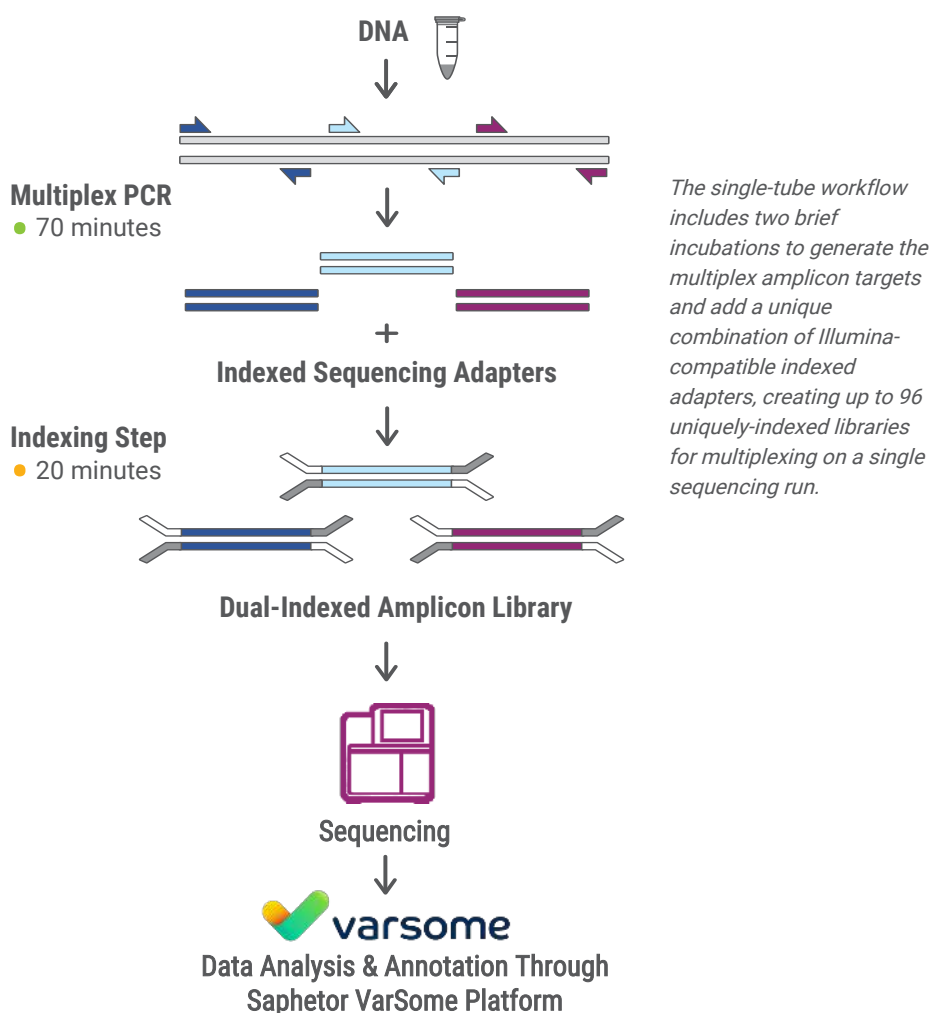 DNA
Multiplex PCR
• 70 minutes
The single-tube workflow
includes two brief
incubations to generate the
multiplex amplicon targets
and add a unique
combination of Illumina-
compatible indexed
adapters, creating up to 96
uniquely-indexed libraries
for multiplexing on a single
sequencing run.
+
Indexed Sequencing Adapters
Indexing Step
• 20 minutes
Dual-Indexed Amplicon Library
Sequencing
varsome
Data Analysis & Annotation Through
Saphetor VarSome Platform